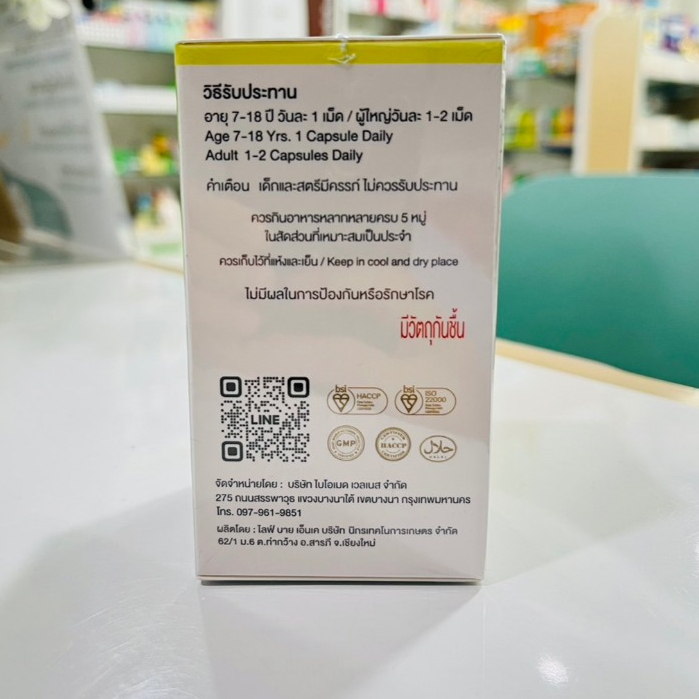 วิธีรับประทาน
อายุ 7-18 ปี วันละ 1 เม็ด / ผู้ใหญ่วันละ 1-2 เม็ด
Age 7-18 Yrs. 1 Capsule Daily
Adult 1-2 Capsules Daily
คำเตือน เด็กและสตรีมีครรภ์ ไม่ควรรับประทาน
ควรกินอาหารหลากหลายครบ 5 หมู่
ในสัดส่วนที่เหมาะสมเป็นประจำ
ควรเก็บไว้ที่แห้งและเย็น / Keep in cool and dry place
ไม่มีผลในการป้องกันหรือรักษาโรค
มีวัตถุกันชื้น
LINE
bsi HACCP
bsi ISO 22000
GMP
HACCP
حلال
จัดจำหน่ายโดย : บริษัท ไบโอเมด เวลเนส จำกัด
275 ถนนสรรพาวุธ แขวงบางนาใต้ เขตบางนา กรุงเทพมหานคร
โทร. 097-961-9851
ผลิตโดย : ไลฟ์ บาย เอ็นเค บริษัท นิกรเทคโนการเกษตร จำกัด
62/1 ม.6 ต.ท่ากว้าง อ.สารภี จ.เชียงใหม่